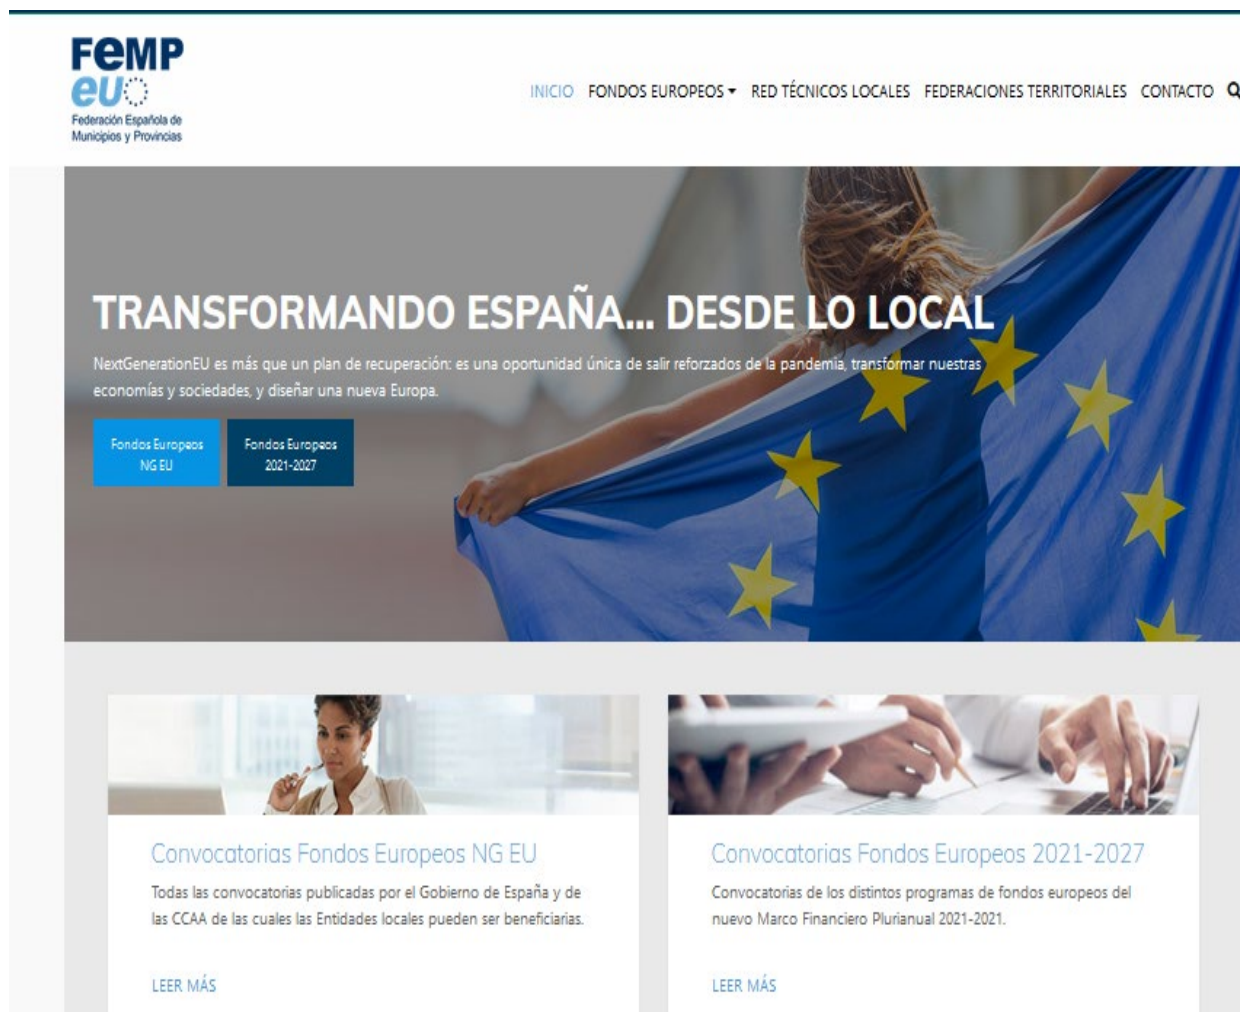 FeMP
eu
Federación Española de
Municipios y Provincias
INICIO FONDOS EUROPEOS RED TÉCNICOS LOCALES FEDERACIONES TERRITORIALES CONTACTO
TRANSFORMANDO ESPAÑA... DESDE LO LOCAL
NextGenerationEU es más que un plan de recuperación: es una oportunidad única de salir reforzados de la pandemia, transformar nuestras
economías y sociedades, y diseñar una nueva Europa.
Fondos Europeos
NG EU
Fondos Europeos
2021-2027
Convocatorias Fondos Europeos NG EU
Todas las convocatorias publicadas por el Gobierno de España y de
las CCAA de las cuales las Entidades locales pueden ser beneficiarias.
LEER MÁS
Convocatorias Fondos Europeos 2021-2027
Convocatorias de los distintos programas de fondos europeos del
nuevo Marco Financiero Plurianual 2021-2021.
LEER MÁS